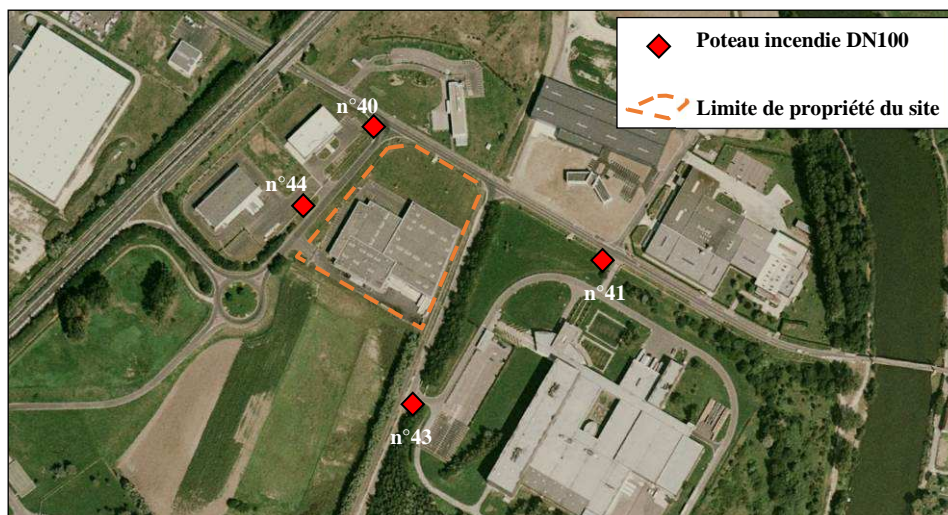 Poteau incendie DN100
Limite de propriété du site
n°40
n°44
n°41
n°43